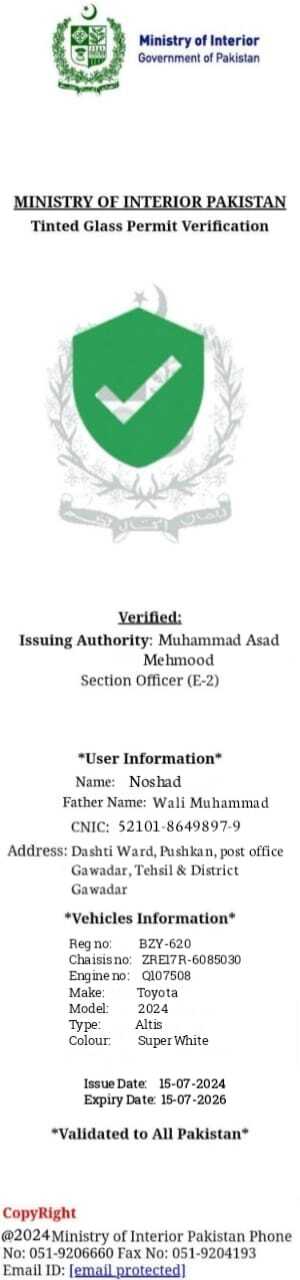 Ministry of Interior
Government of Pakistan
MINISTRY OF INTERIOR PAKISTAN
Tinted Glass Permit Verification
Verified:
Issuing Authority: Muhammad Asad
Mehmood
Section Officer (E-2)
*User Information*
Name: Noshad
Father Name: Wali Muhammad
CNIC: 52101-8649897-9
Address: Dashti Ward, Pushkan, post office
Gawadar, Tehsil & District
Gawadar
*Vehicles Information*
Reg no: BZY-620
Chaisis no: ZRE17R-6085030
Engine no: Q107508
Make: Toyota
Model: 2024
Type: Altis
Colour: Super White
Issue Date: 15-07-2024
Expiry Date: 15-07-2026
*Validated to All Pakistan*
CopyRight
@2024 Ministry of Interior Pakistan Phone
No: 051-9206660 Fax No: 051-9204193
Email ID: [email protected]